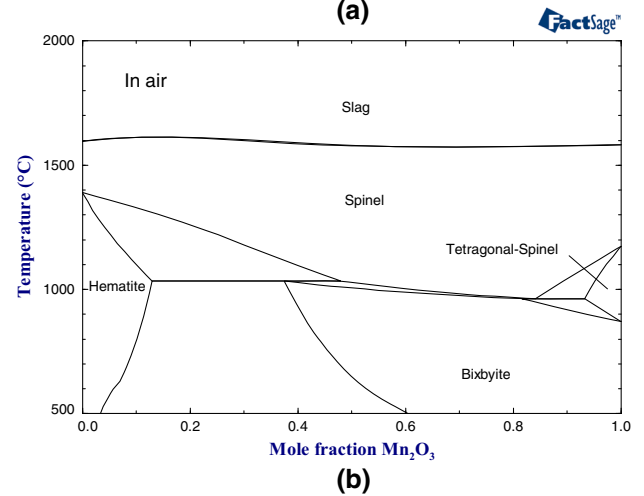 (a)
FactSage™
2000
In air
Slag
1500
Spinel
Tetragonal-Spinel
Hematite
1000
Bixbyite
500
Temperature (°C)
0.0 0.2 0.4 0.6 0.8 1.0
Mole fraction Mn₂O₃
(b)